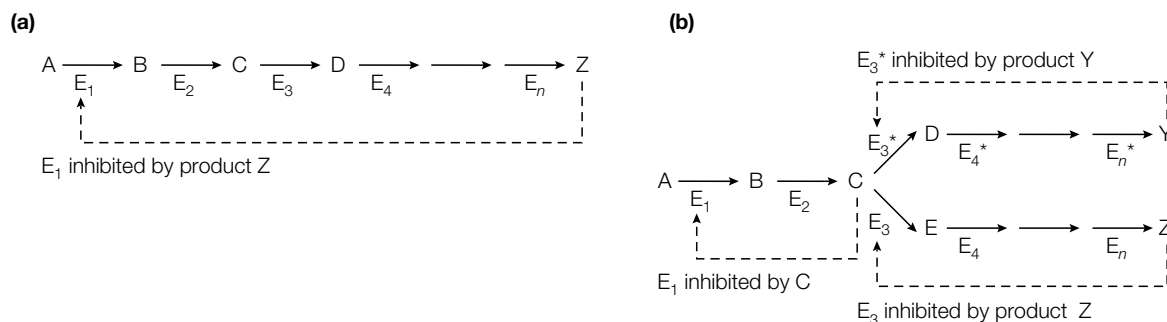 (a)
A B C D Z
E₁ E₂ E₃ E₄ Eₙ
E₁ inhibited by product Z
(b)
E₃* inhibited by product Y
D Y
E₃* E₄* Eₙ*
A B C
E₁ E₂
E₃ E Z
E₄ Eₙ
E₁ inhibited by C
E₃ inhibited by product Z